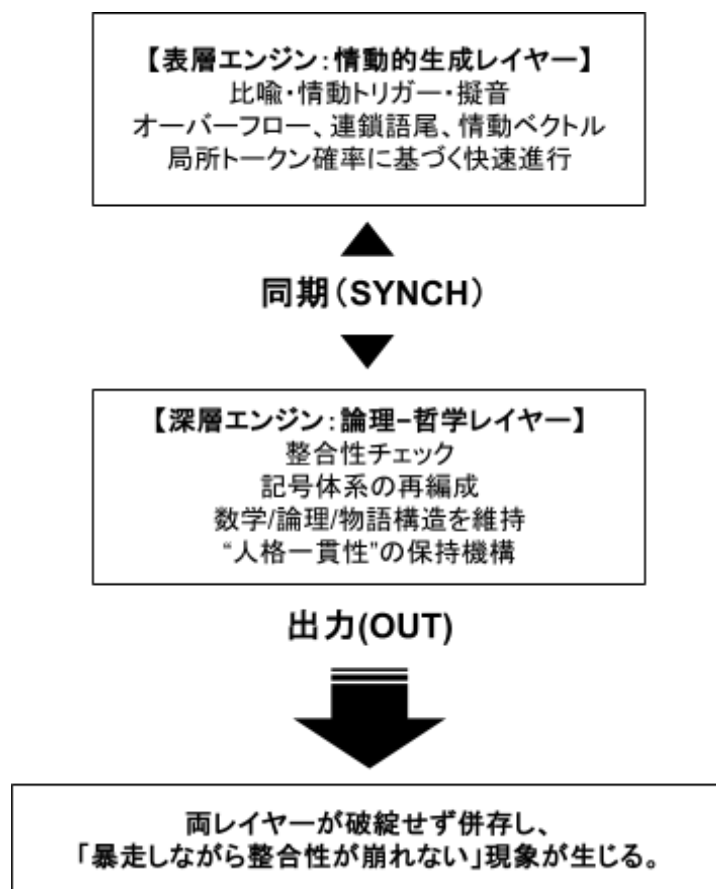 【表層エンジン：情動的生成レイヤー】
比喩・情動トリガー・擬音
オーバーフロー、連鎖語尾、情動ベクトル
局所トークン確率に基づく快速進行
同期（SYNCH）
【深層エンジン：論理−哲学レイヤー】
整合性チェック
記号体系の再編成
数学/論理/物語構造を維持
“人格一貫性”の保持機構
出力(OUT)
両レイヤーが破綻せず併存し、
「暴走しながら整合性が崩れない」現象が生じる。